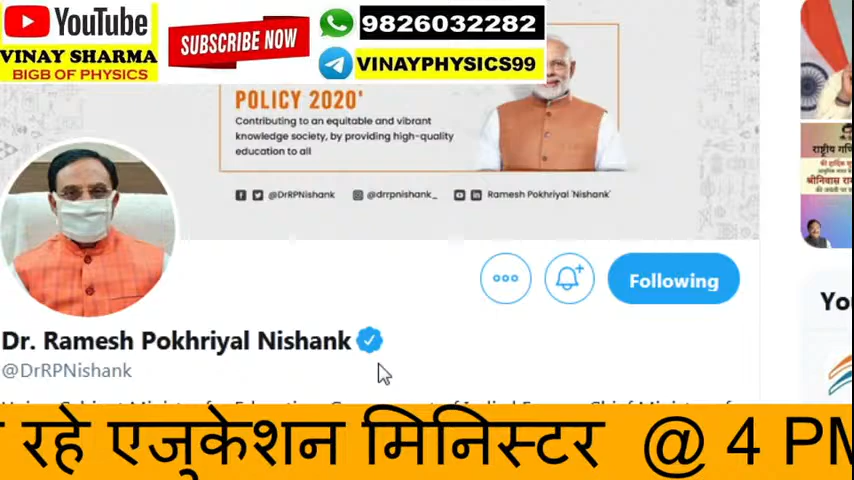 YouTube
VINAY SHARMA
BIGB OF PHYSICS
SUBSCRIBE NOW
9826032282
VINAYPHYSICS99
POLICY 2020'
Contributing to an equitable and vibrant
knowledge society, by providing high-quality
education to all
@DrRPNishank @drrpnishank_ Ramesh Pokhriyal 'Nishank'
Following
Dr. Ramesh Pokhriyal Nishank
@DrRPNishank
राष्ट्रीय
की हार्दिक
श्रीनिवास
You
रहे एजुकेशन मिनिस्टर @ 4 PM